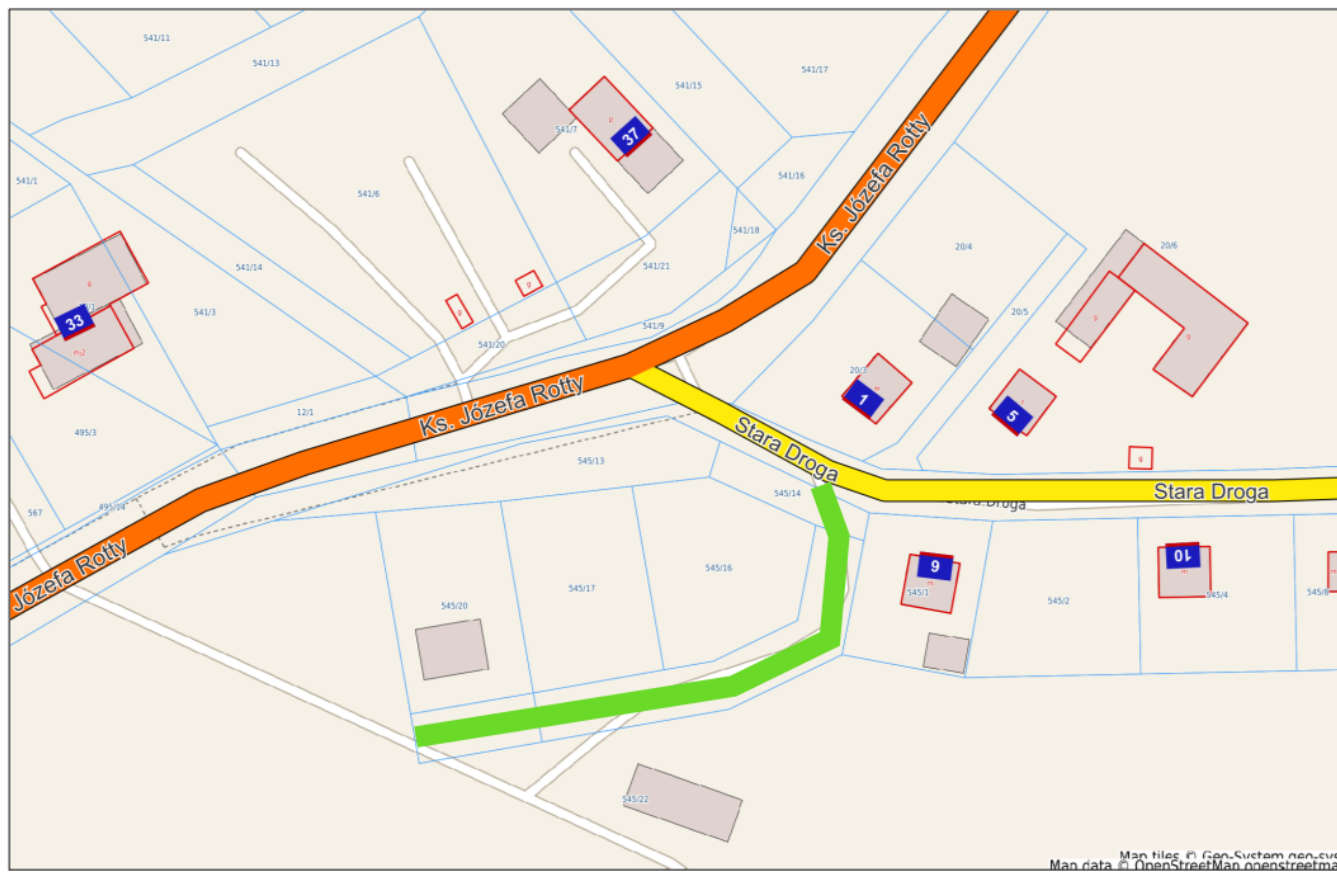 541/11
541/13
541/15
541/17
p
37
541/7
541/1
541/6
541/16
541/18
Ks. Józefa Rotty
20/4
20/6
541/14
541/21
g
g
541/3
g
33
541/9
20/5
g
g
541/20
20/3
m
1
5
12/1
Ks. Józefa Rotty
Stara Droga
495/3
545/13
g
545/14
Stara Droga
Stara Droga
567
495/14
Józefa Rotty
545/16
545/17
545/20
9
m
545/1
545/2
10
m
545/4
545/8
545/22
Map tiles © Geo-System geo-sys
Map data © OpenStreetMap openstreetma